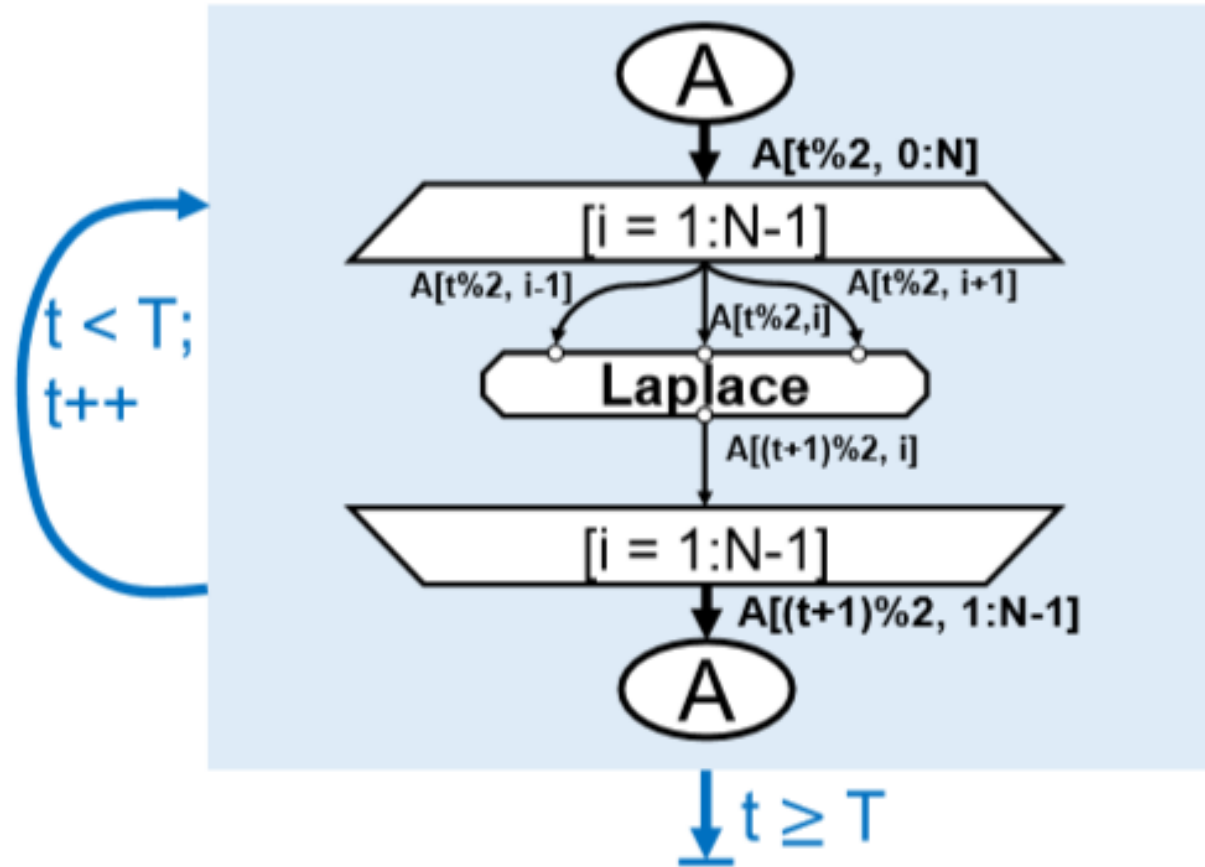 A
A[t%2, 0:N]
[i = 1:N-1]
A[t%2, i-1]
A[t%2, i+1]
A[t%2,i]
t < T;
t++
Laplace
A[(t+1)%2, i]
[i = 1:N-1]
A[(t+1)%2, 1:N-1]
A
t ≥ T